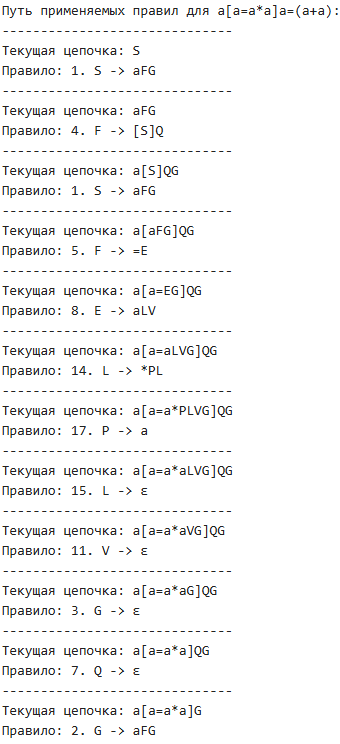 Путь применяемых правил для a[a=a*a]a=(a+a):
------------------------------
Текущая цепочка: S
Правило: 1. S -> aFG
------------------------------
Текущая цепочка: aFG
Правило: 4. F -> [S]Q
------------------------------
Текущая цепочка: a[S]QG
Правило: 1. S -> aFG
------------------------------
Текущая цепочка: a[aFG]QG
Правило: 5. F -> =E
------------------------------
Текущая цепочка: a[a=EG]QG
Правило: 8. E -> aLV
------------------------------
Текущая цепочка: a[a=aLVG]QG
Правило: 14. L -> *PL
------------------------------
Текущая цепочка: a[a=a*PLVG]QG
Правило: 17. P -> a
------------------------------
Текущая цепочка: a[a=a*aLVG]QG
Правило: 15. L -> ε
------------------------------
Текущая цепочка: a[a=a*aVG]QG
Правило: 11. V -> ε
------------------------------
Текущая цепочка: a[a=a*aG]QG
Правило: 3. G -> ε
------------------------------
Текущая цепочка: a[a=a*a]QG
Правило: 7. Q -> ε
------------------------------
Текущая цепочка: a[a=a*a]G
Правило: 2. G -> aFG